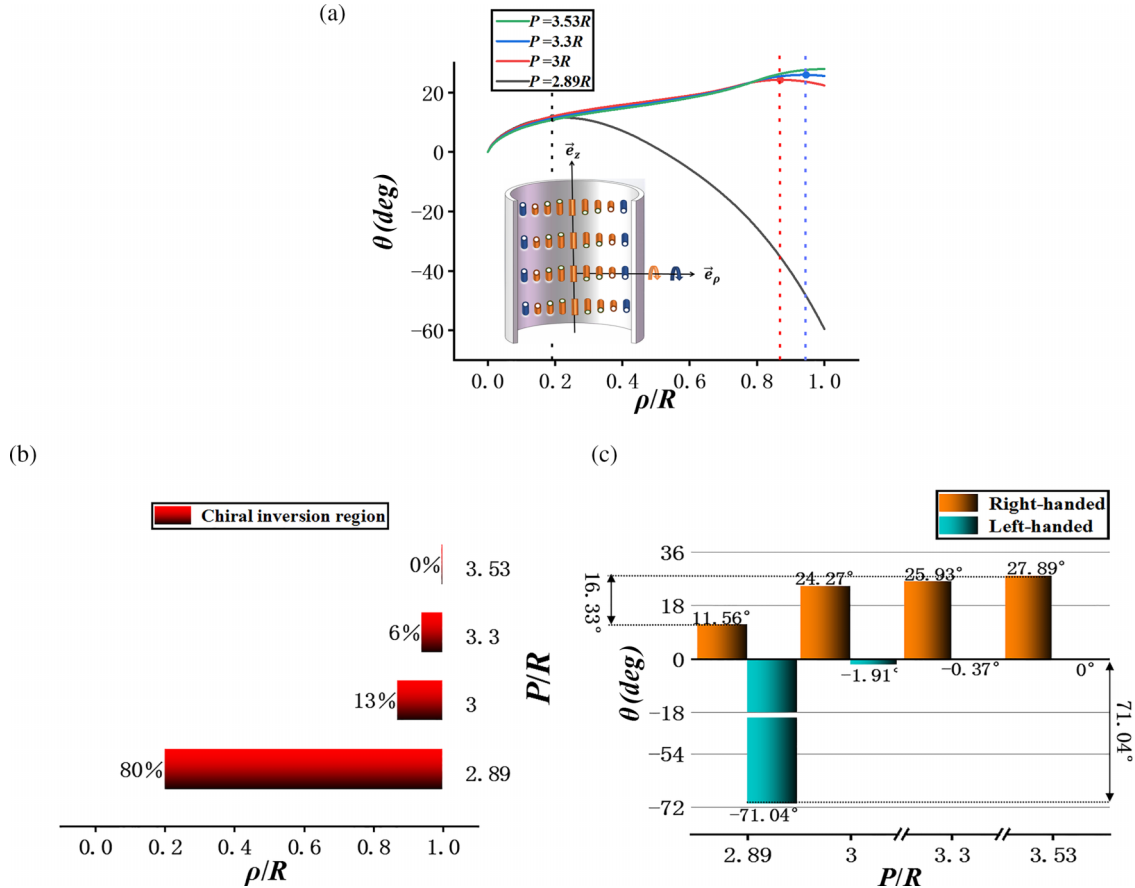 (a)
P =3.53R
P =3.3R
P =3R
P =2.89R
20
0
−20
−40
−60
θ (deg)
e⃗z
e⃗ρ
0.0 0.2 0.4 0.6 0.8 1.0
ρ/R
(b)
Chiral inversion region
0% 3.53
6% 3.3
13% 3
80% 2.89
P/R
0.0 0.2 0.4 0.6 0.8 1.0
ρ/R
(c)
Right-handed
Left-handed
36
18
0
−18
−54
−72
θ (deg)
16.33°
11.56° 24.27° 25.93° 27.89°
−71.04° −1.91° −0.37° 0°
71.04°
2.89 3 3.3 3.53
P/R